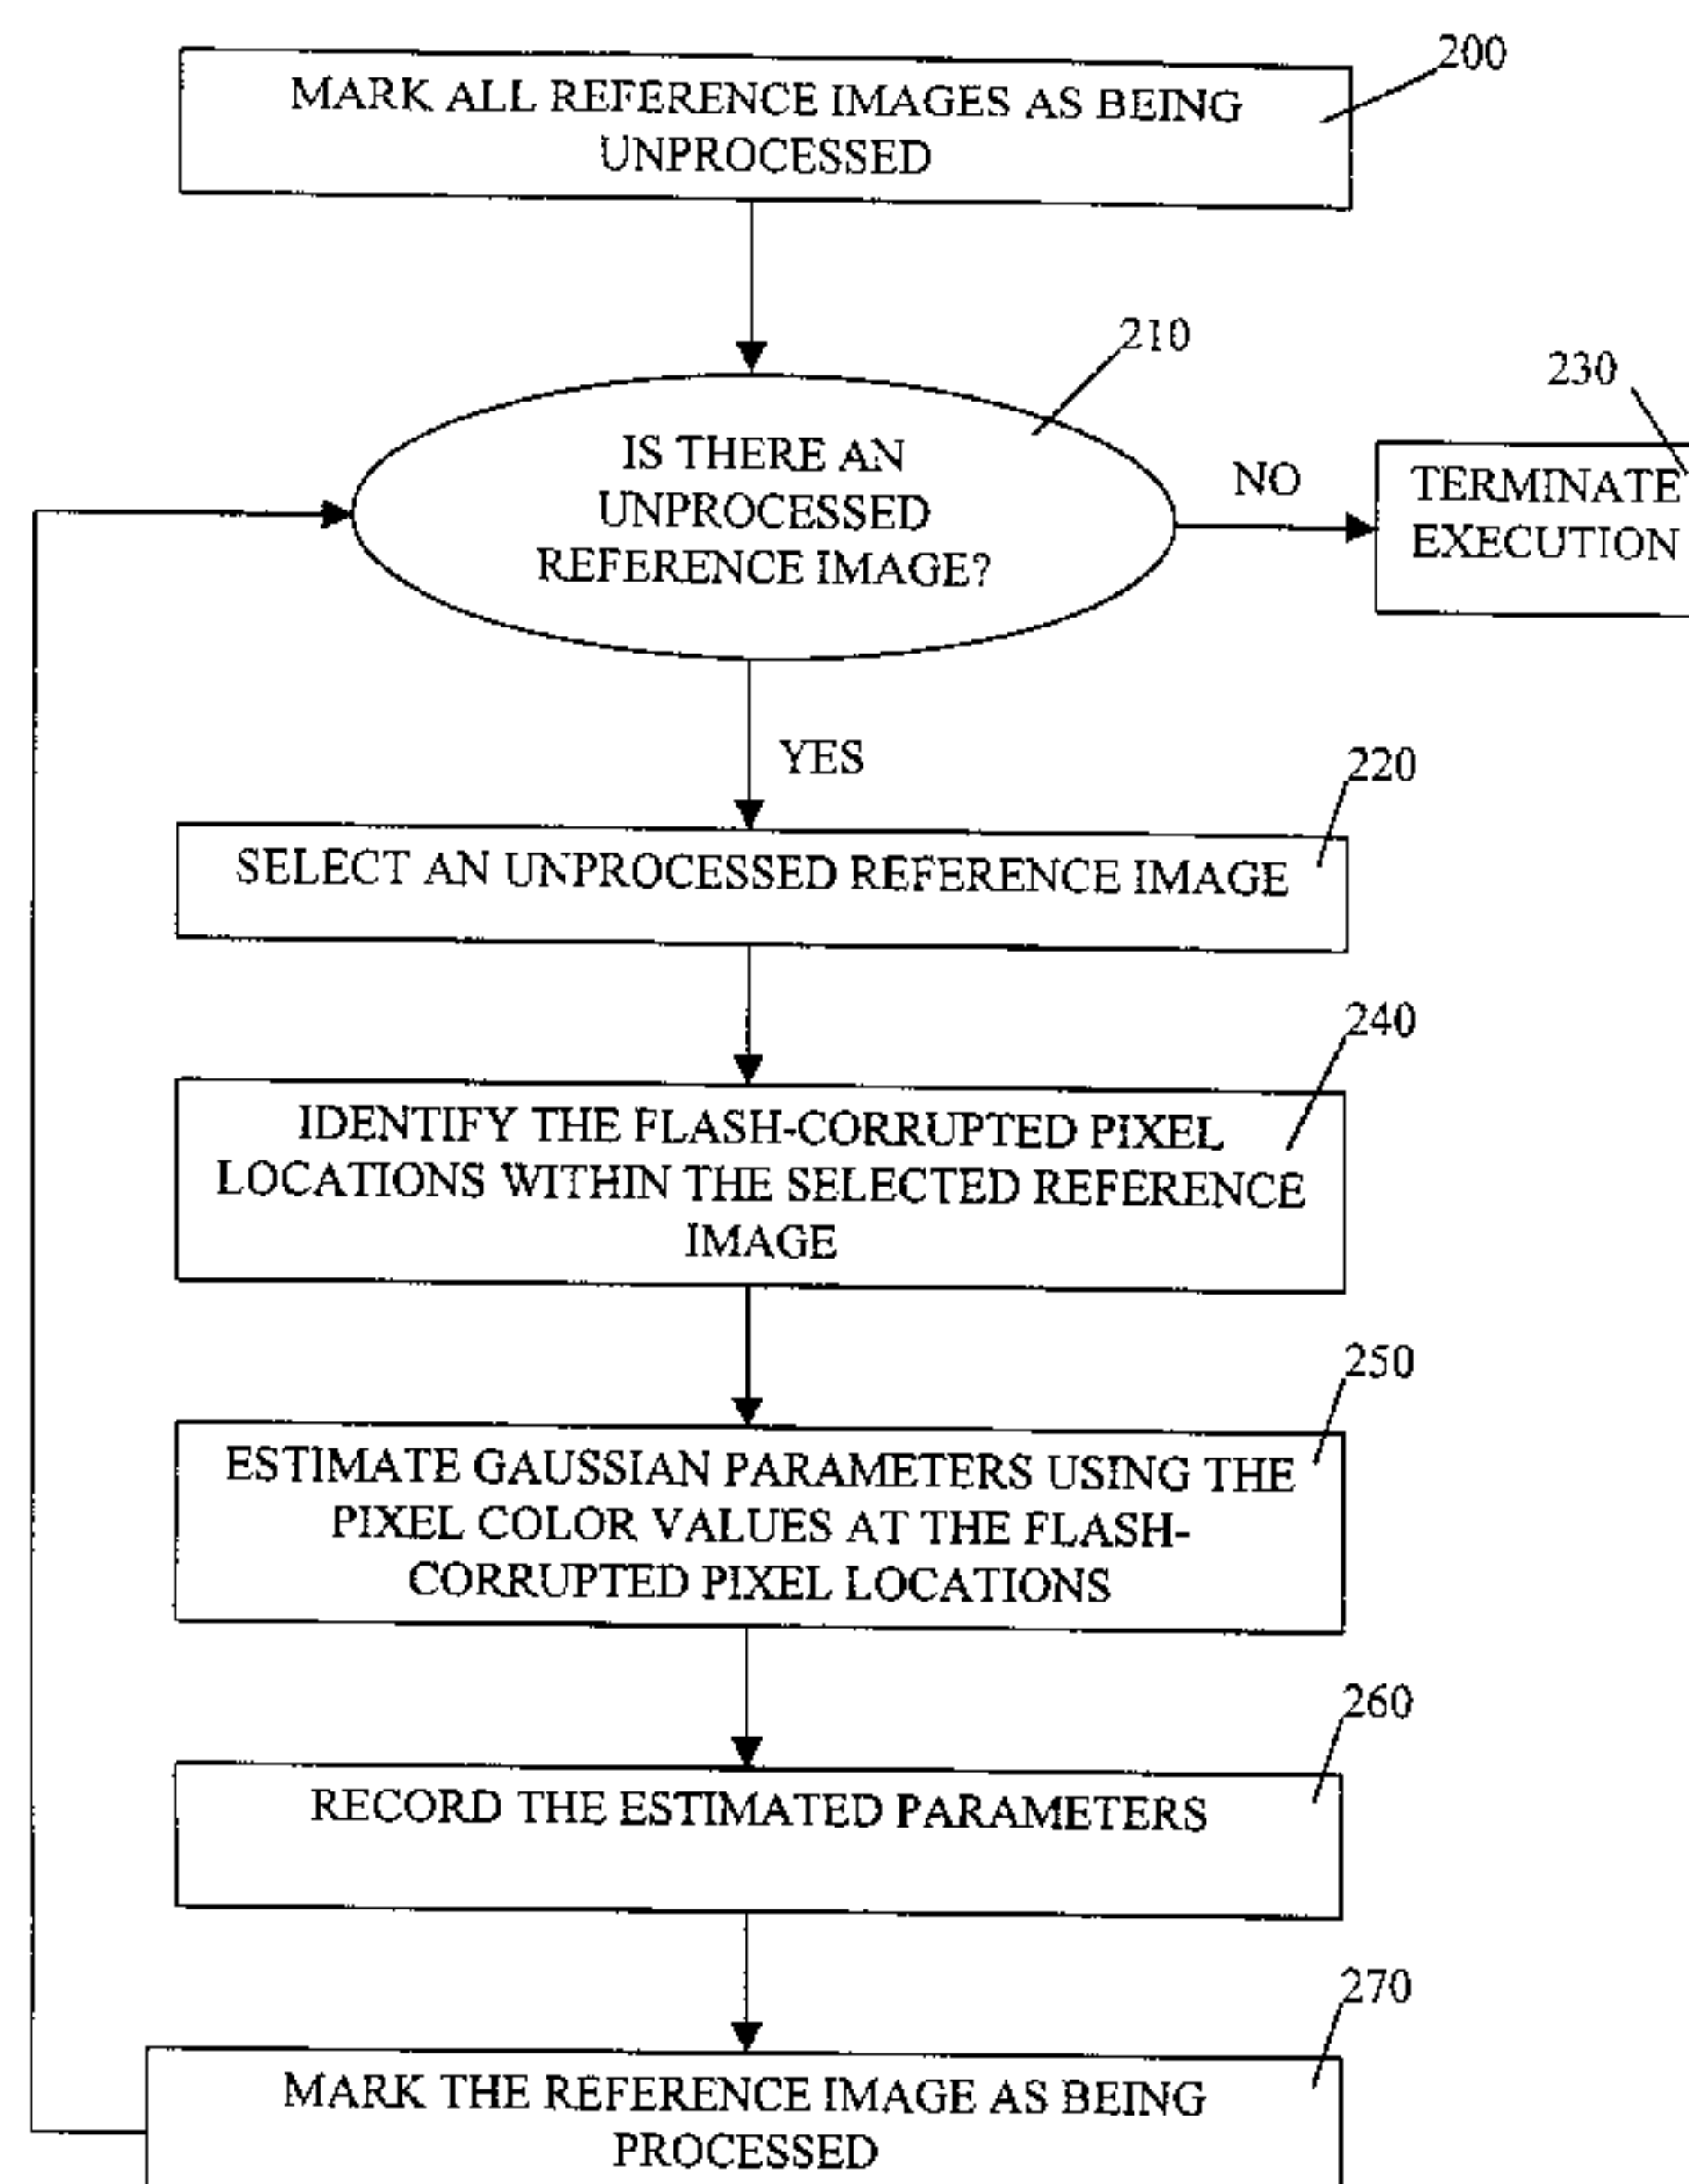 200
MARK ALL REFERENCE IMAGES AS BEING
UNPROCESSED
210
230
IS THERE AN
UNPROCESSED
REFERENCE IMAGE?
NO
TERMINATE
EXECUTION
YES
220
SELECT AN UNPROCESSED REFERENCE IMAGE
240
IDENTIFY THE FLASH-CORRUPTED PIXEL
LOCATIONS WITHIN THE SELECTED REFERENCE
IMAGE
250
ESTIMATE GAUSSIAN PARAMETERS USING THE
PIXEL COLOR VALUES AT THE FLASH-
CORRUPTED PIXEL LOCATIONS
260
RECORD THE ESTIMATED PARAMETERS
270
MARK THE REFERENCE IMAGE AS BEING
PROCESSED